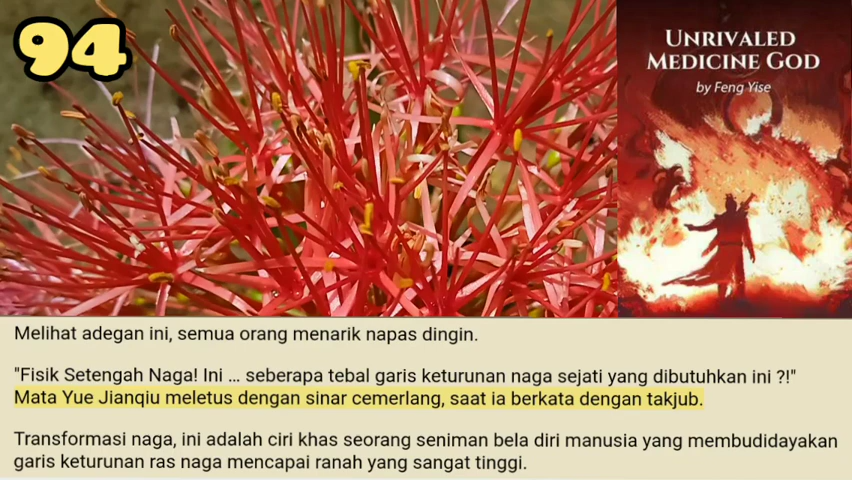 94
UNRIVALED
MEDICINE GOD
by Feng Yise
Melihat adegan ini, semua orang menarik napas dingin.
"Fisik Setengah Naga! Ini ... seberapa tebal garis keturunan naga sejati yang dibutuhkan ini ?!"
Mata Yue Jianqiu meletus dengan sinar cemerlang, saat ia berkata dengan takjub.
Transformasi naga, ini adalah ciri khas seorang seniman bela diri manusia yang membudidayakan
garis keturunan ras naga mencapai ranah yang sangat tinggi.